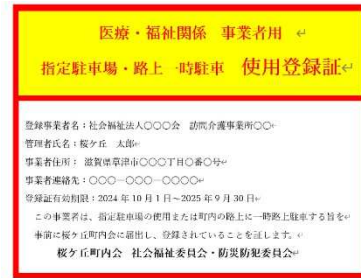 医療・福祉関係　事業者用
指定駐車場・路上一時駐車　使用登録証
登録事業者名：社会福祉法人〇〇〇会　訪問介護事業所〇〇
管理者氏名：桜ケ丘　太郎
事業者住所：　滋賀県草津市〇〇〇丁目〇番〇号
事業者連絡先：〇〇〇―〇〇〇―〇〇〇〇
登録証有効期限：2024年10月1日～2025年9月30日
この事業者は、指定駐車場の使用または町内の路上に一時路上駐車する旨を
事前に桜ケ丘町内会に届出し、登録されていることを証します。
桜ケ丘町内会　社会福祉委員会・防災防犯委員会